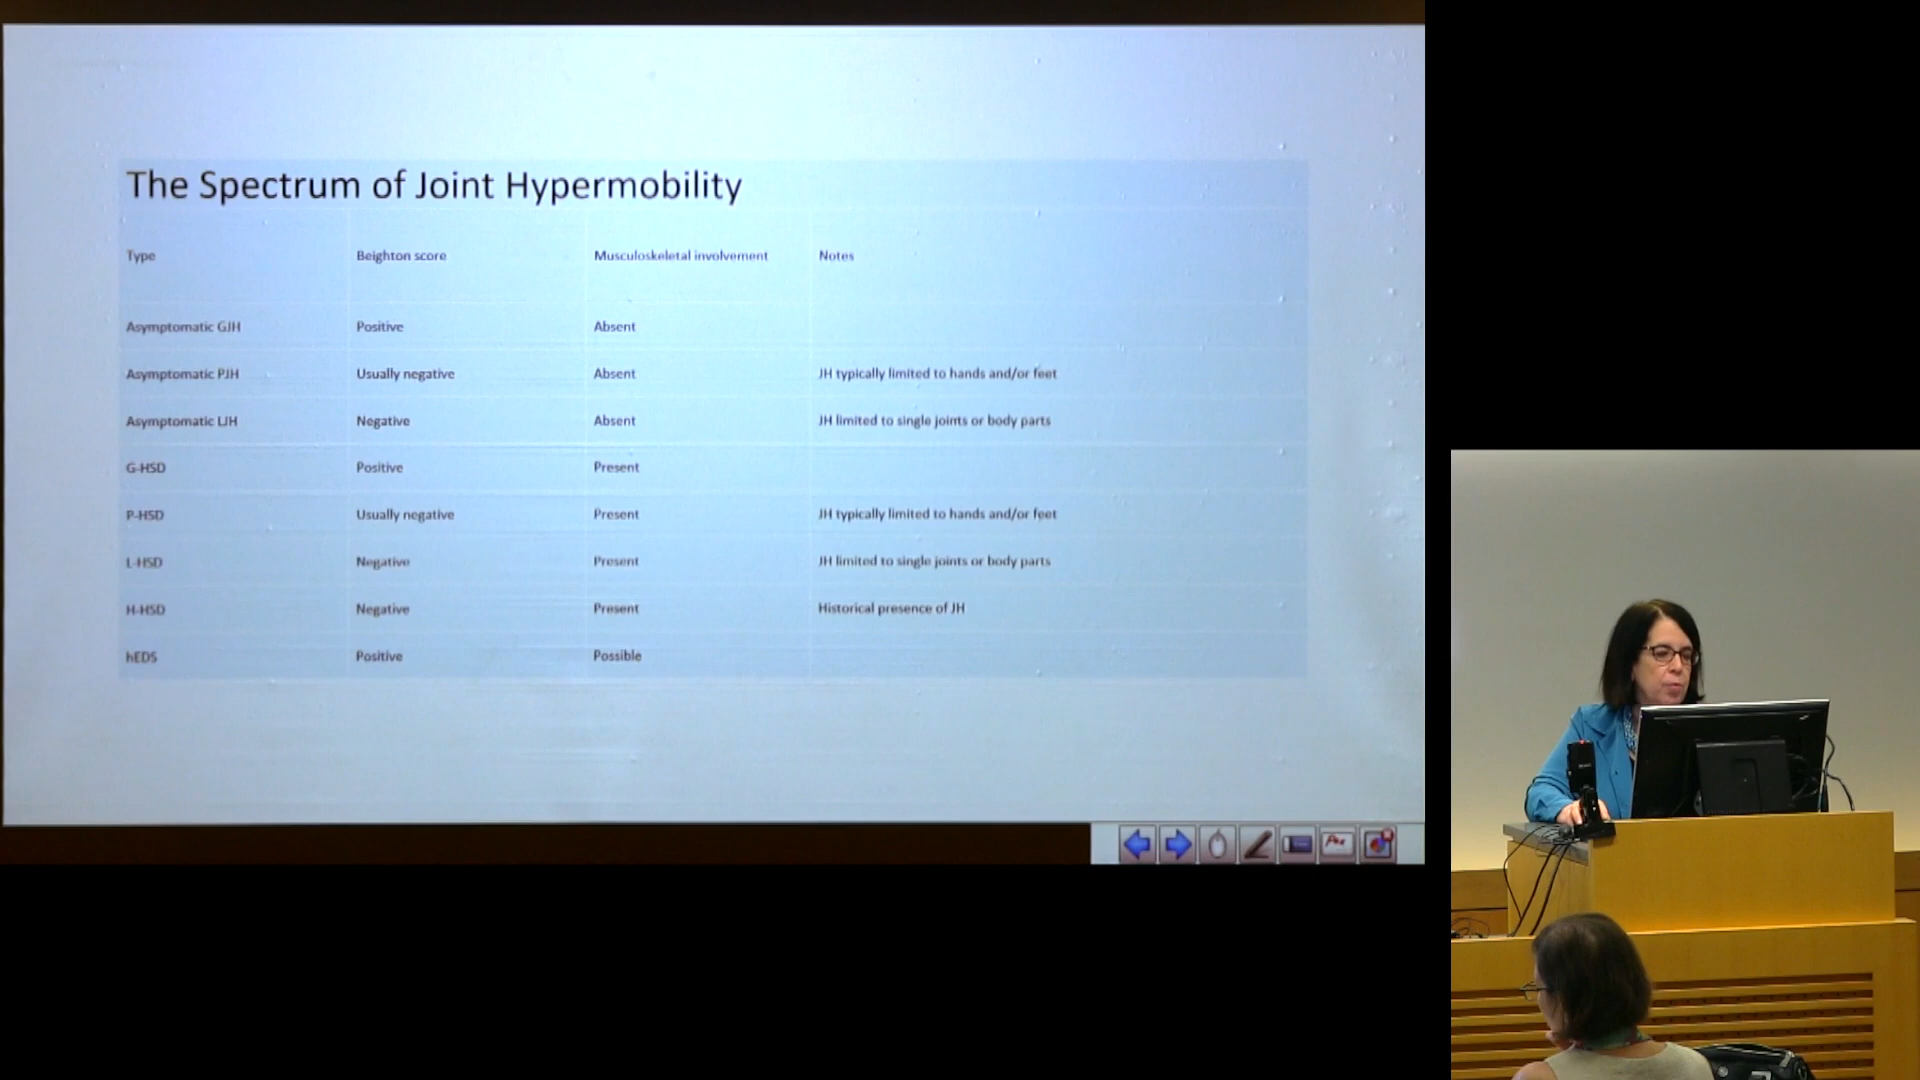 The Spectrum of Joint Hypermobility
Type Beighton score Musculoskeletal involvement Notes
Asymptomatic GJH Positive Absent
Asymptomatic PJH Usually negative Absent JH typically limited to hands and/or feet
Asymptomatic LJH Negative Absent JH limited to single joints or body parts
G-HSD Positive Present
P-HSD Usually negative Present JH typically limited to hands and/or feet
L-HSD Negative Present JH limited to single joints or body parts
H-HSD Negative Present Historical presence of JH
hEDS Positive Possible